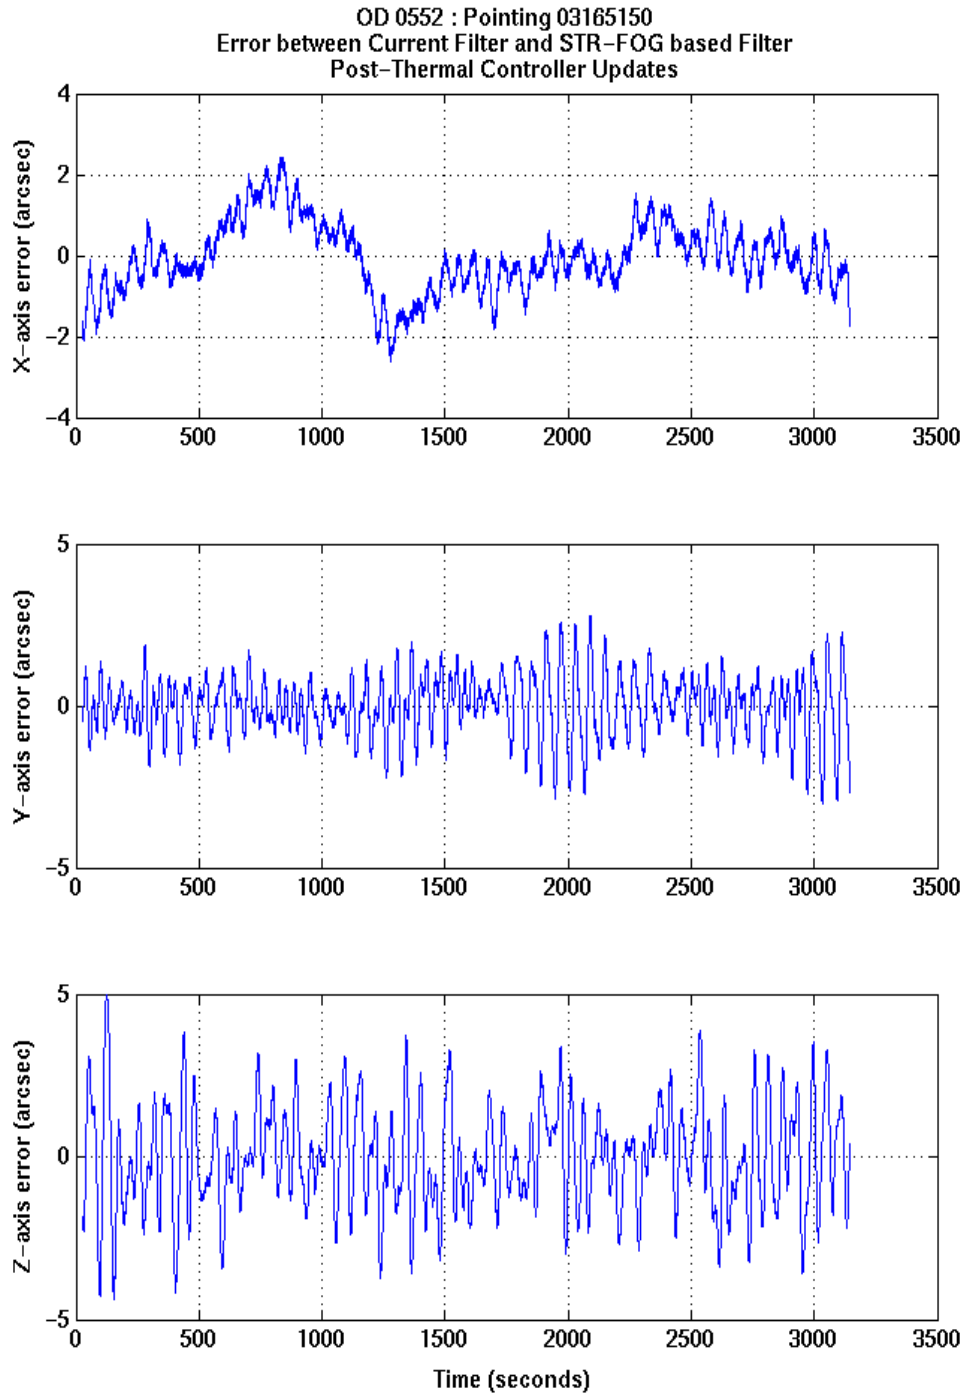 OD 0552 : Pointing 03165150
Error between Current Filter and STR-FOG based Filter
Post-Thermal Controller Updates
X-axis error (arcsec)
4
2
0
-2
-4
0 500 1000 1500 2000 2500 3000 3500
Y-axis error (arcsec)
5
0
-5
0 500 1000 1500 2000 2500 3000 3500
Z-axis error (arcsec)
5
0
-5
0 500 1000 1500 2000 2500 3000 3500
Time (seconds)